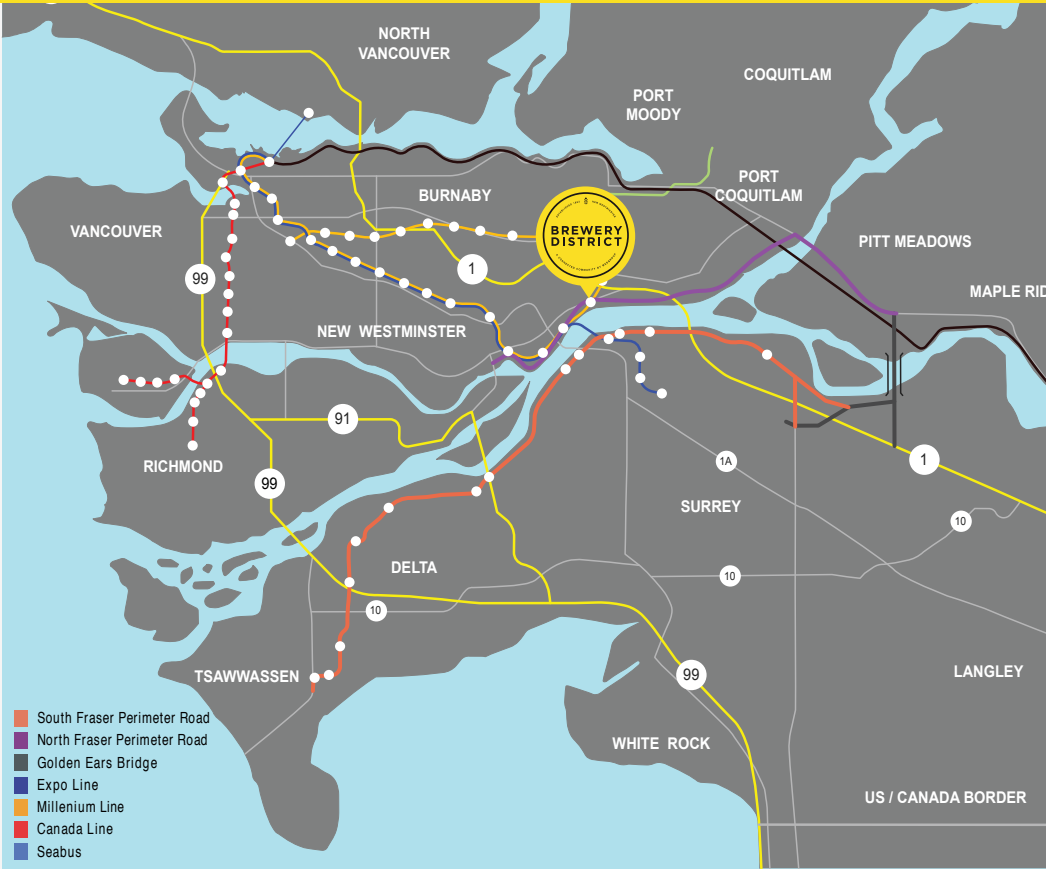 NORTH
VANCOUVER
COQUITLAM
PORT
MOODY
PORT
COQUITLAM
BURNABY
BREWERY
DISTRICT
VANCOUVER
PITT MEADOWS
99
1
MAPLE RID
NEW WESTMINSTER
91
RICHMOND
99
1A
1
SURREY
10
DELTA
10
10
TSAWWASSEN
99
LANGLEY
WHITE ROCK
US / CANADA BORDER
South Fraser Perimeter Road
North Fraser Perimeter Road
Golden Ears Bridge
Expo Line
Millenium Line
Canada Line
Seabus